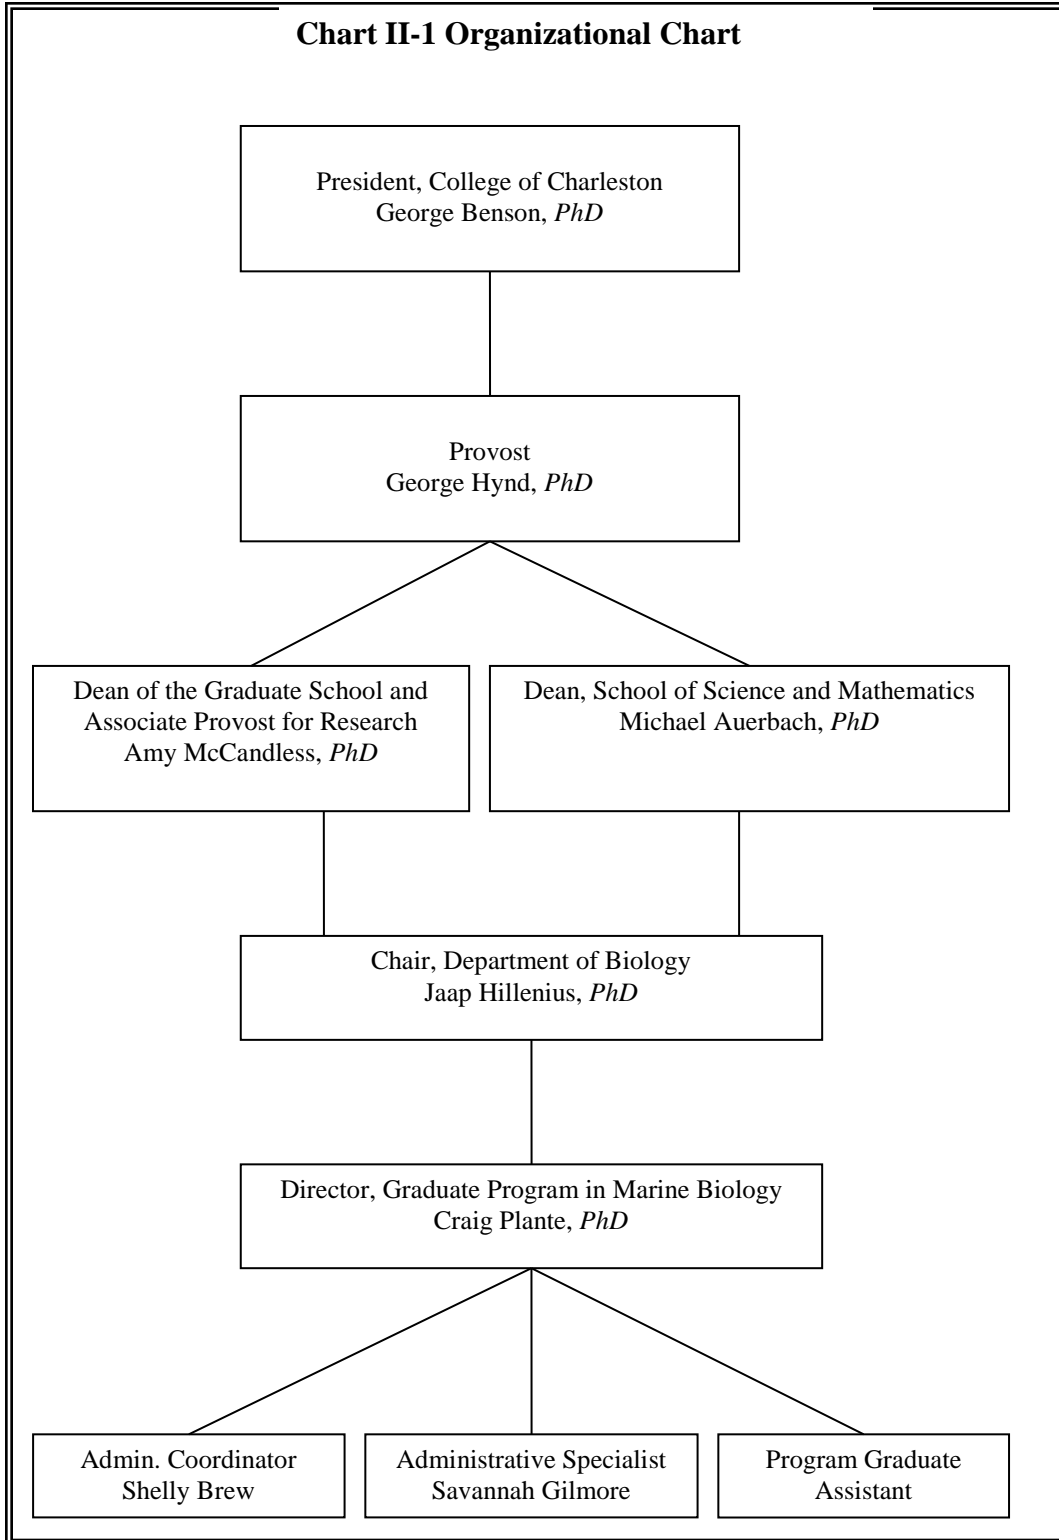 Chart II-1 Organizational Chart
President, College of Charleston
George Benson, PhD
Provost
George Hynd, PhD
Dean of the Graduate School and
Associate Provost for Research
Amy McCandless, PhD
Dean, School of Science and Mathematics
Michael Auerbach, PhD
Chair, Department of Biology
Jaap Hillenius, PhD
Director, Graduate Program in Marine Biology
Craig Plante, PhD
Admin. Coordinator
Shelly Brew
Administrative Specialist
Savannah Gilmore
Program Graduate
Assistant